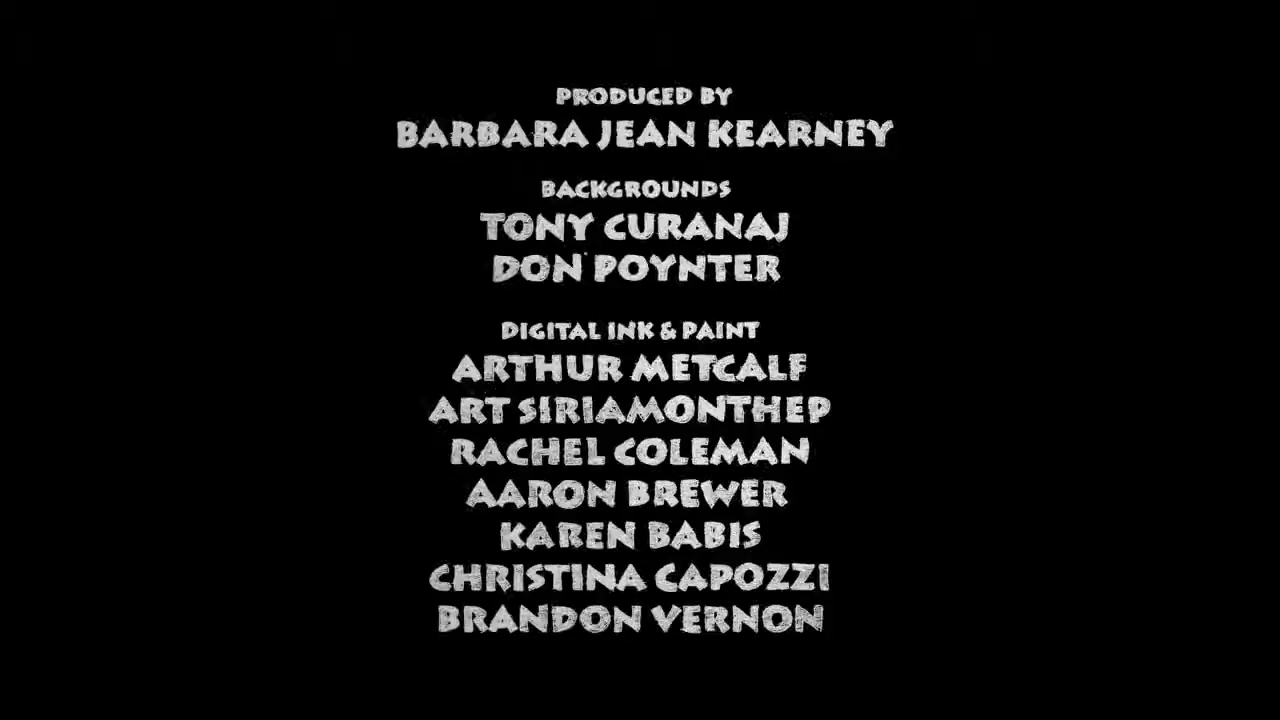 PRODUCED BY
BARBARA JEAN KEARNEY
BACKGROUNDS
TONY CURANAJ
DON POYNTER
DIGITAL INK & PAINT
ARTHUR METCALF
ART SIRIAMONTHEP
RACHEL COLEMAN
AARON BREWER
KAREN BABIS
CHRISTINA CAPOZZI
BRANDON VERNON